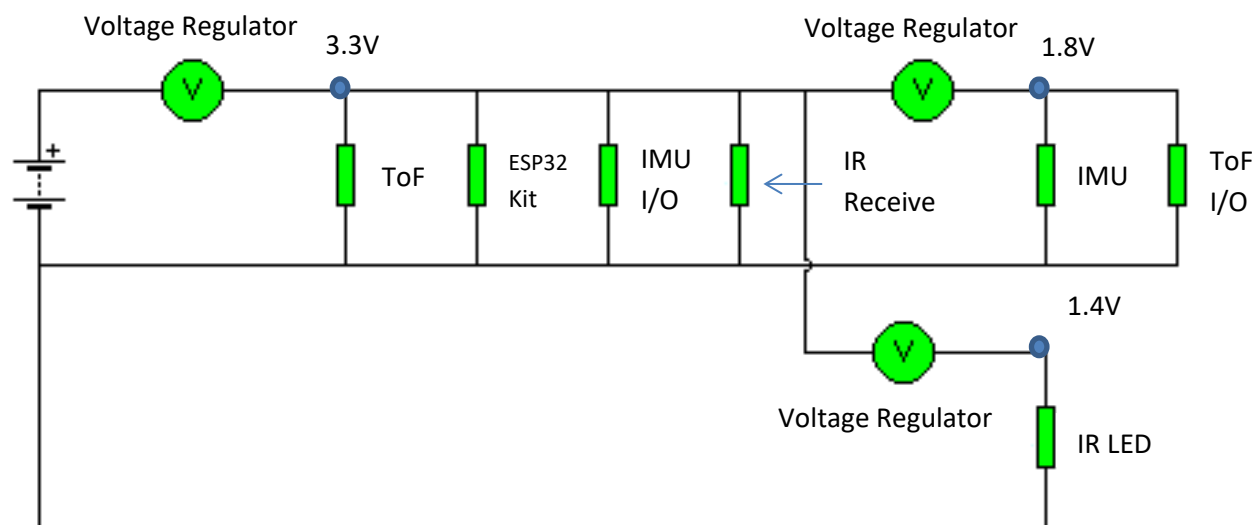 Voltage Regulator
3.3V
Voltage Regulator
1.8V
V
V
+
ToF
ESP32
Kit
IMU
I/O
IR
Receive
IMU
ToF
I/O
1.4V
V
Voltage Regulator
IR LED